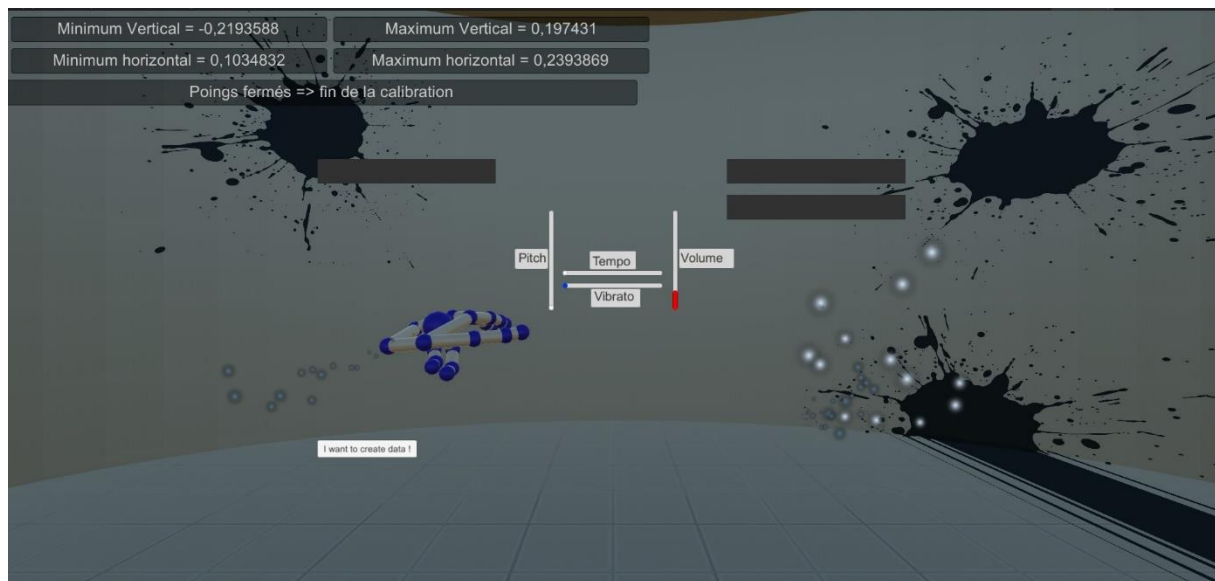 Minimum Vertical = -0,2193588
Maximum Vertical = 0,197431
Minimum horizontal = 0,1034832
Maximum horizontal = 0,2393869
Poings fermés => fin de la calibration
Pitch
Tempo
Volume
Vibrato
I want to create data !